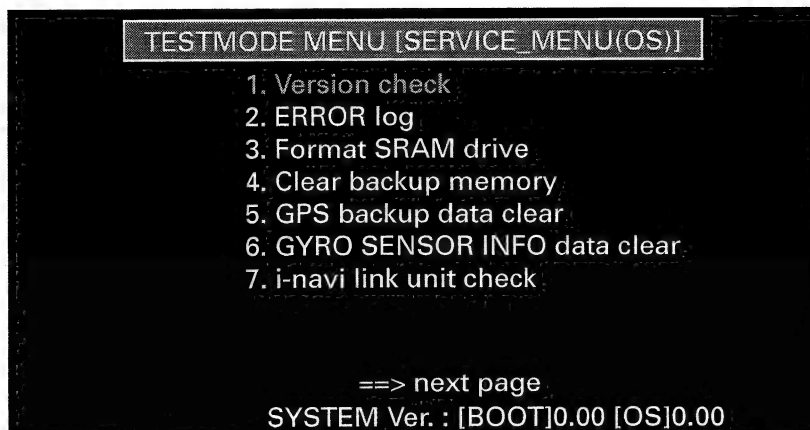 TESTMODE MENU [SERVICE_MENU(OS)]
1. Version check
2. ERROR log
3. Format SRAM drive
4. Clear backup memory
5. GPS backup data clear
6. GYRO SENSOR INFO data clear
7. i-navi link unit check
==> next page
SYSTEM Ver. : [BOOT]0.00 [OS]0.00